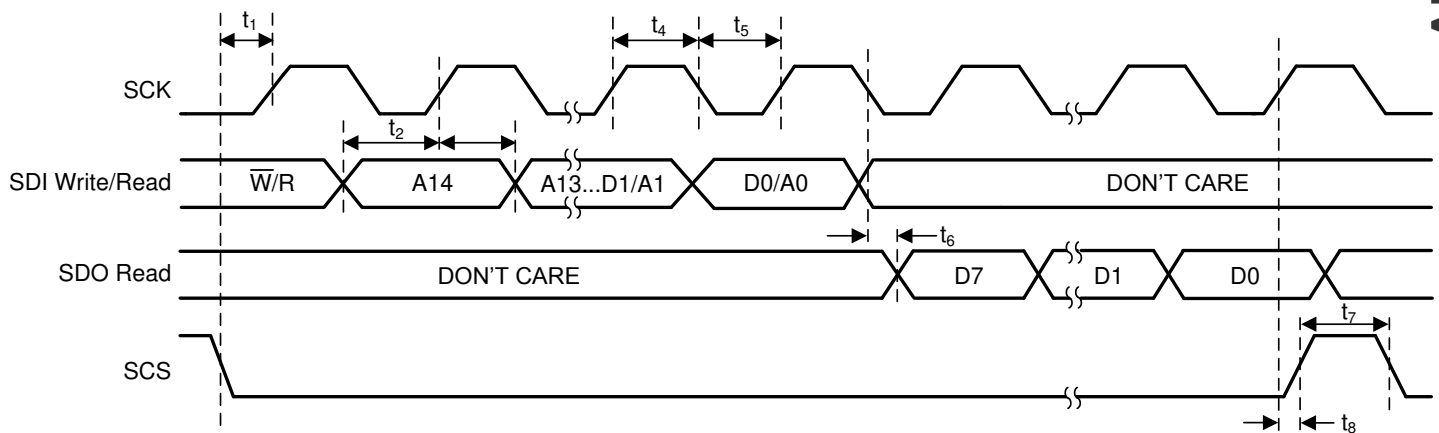 t1 t4 t5
SCK
t2
SDI Write/Read W̅/R A14 A13...D1/A1 D0/A0 DON'T CARE
t6
SDO Read DON'T CARE D7 D1 D0
t7
SCS
t8